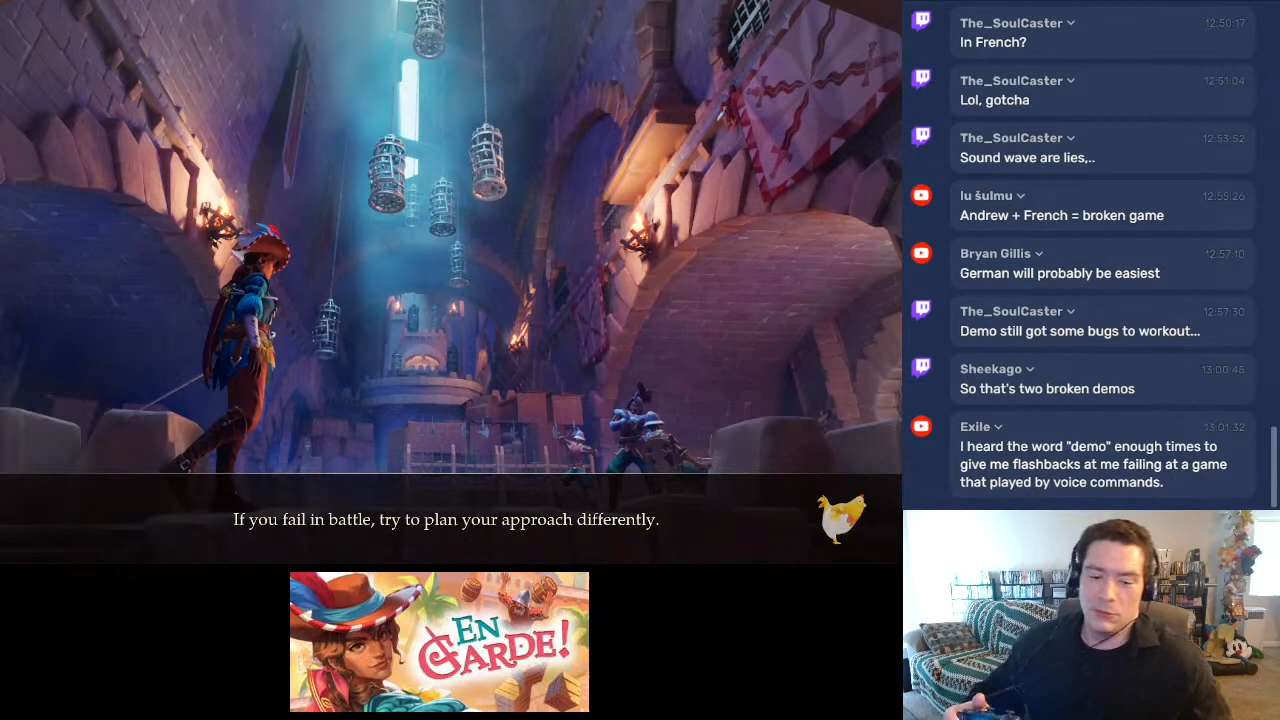 The_SoulCaster 12:50:17
In French?
The_SoulCaster 12:51:04
Lol, gotcha
The_SoulCaster 12:53:52
Sound wave are lies,..
lu šulmu 12:55:26
Andrew + French = broken game
Bryan Gillis 12:57:10
German will probably be easiest
The_SoulCaster 12:57:30
Demo still got some bugs to workout...
Sheekago 13:00:45
So that's two broken demos
Exile 13:01:32
I heard the word "demo" enough times to
give me flashbacks at me failing at a game
that played by voice commands.
If you fail in battle, try to plan your approach differently.
EN
GARDE!